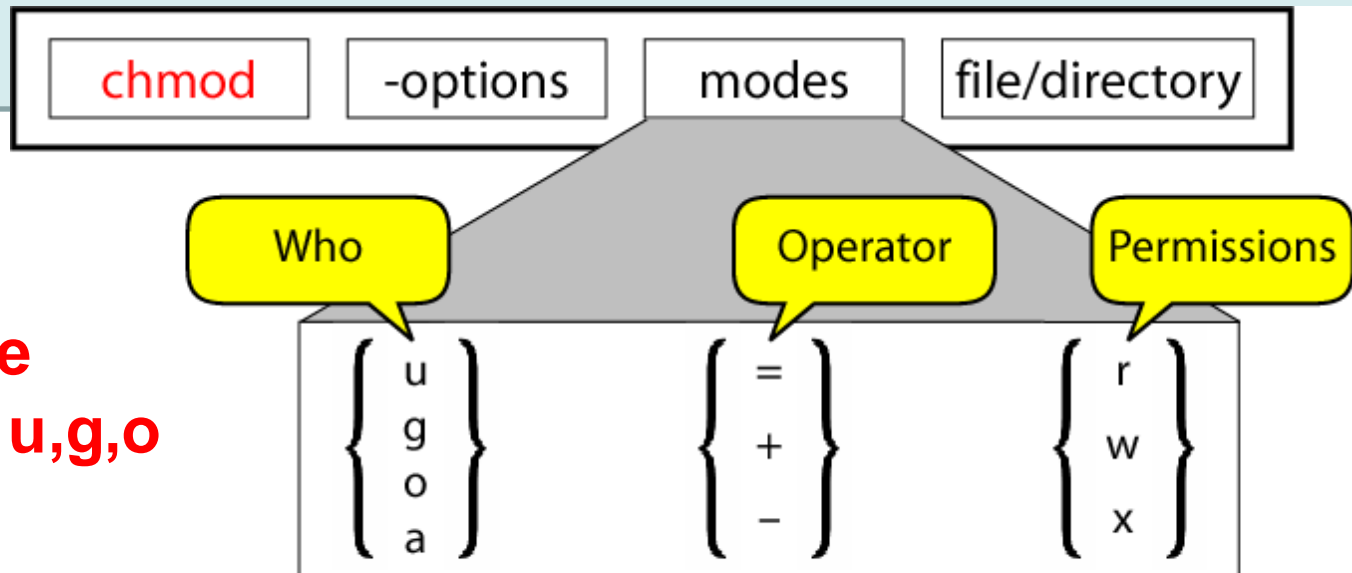 chmod -options modes file/directory
Who Operator Permissions
e
u,g,o
u = r
g + w
o
– x
a